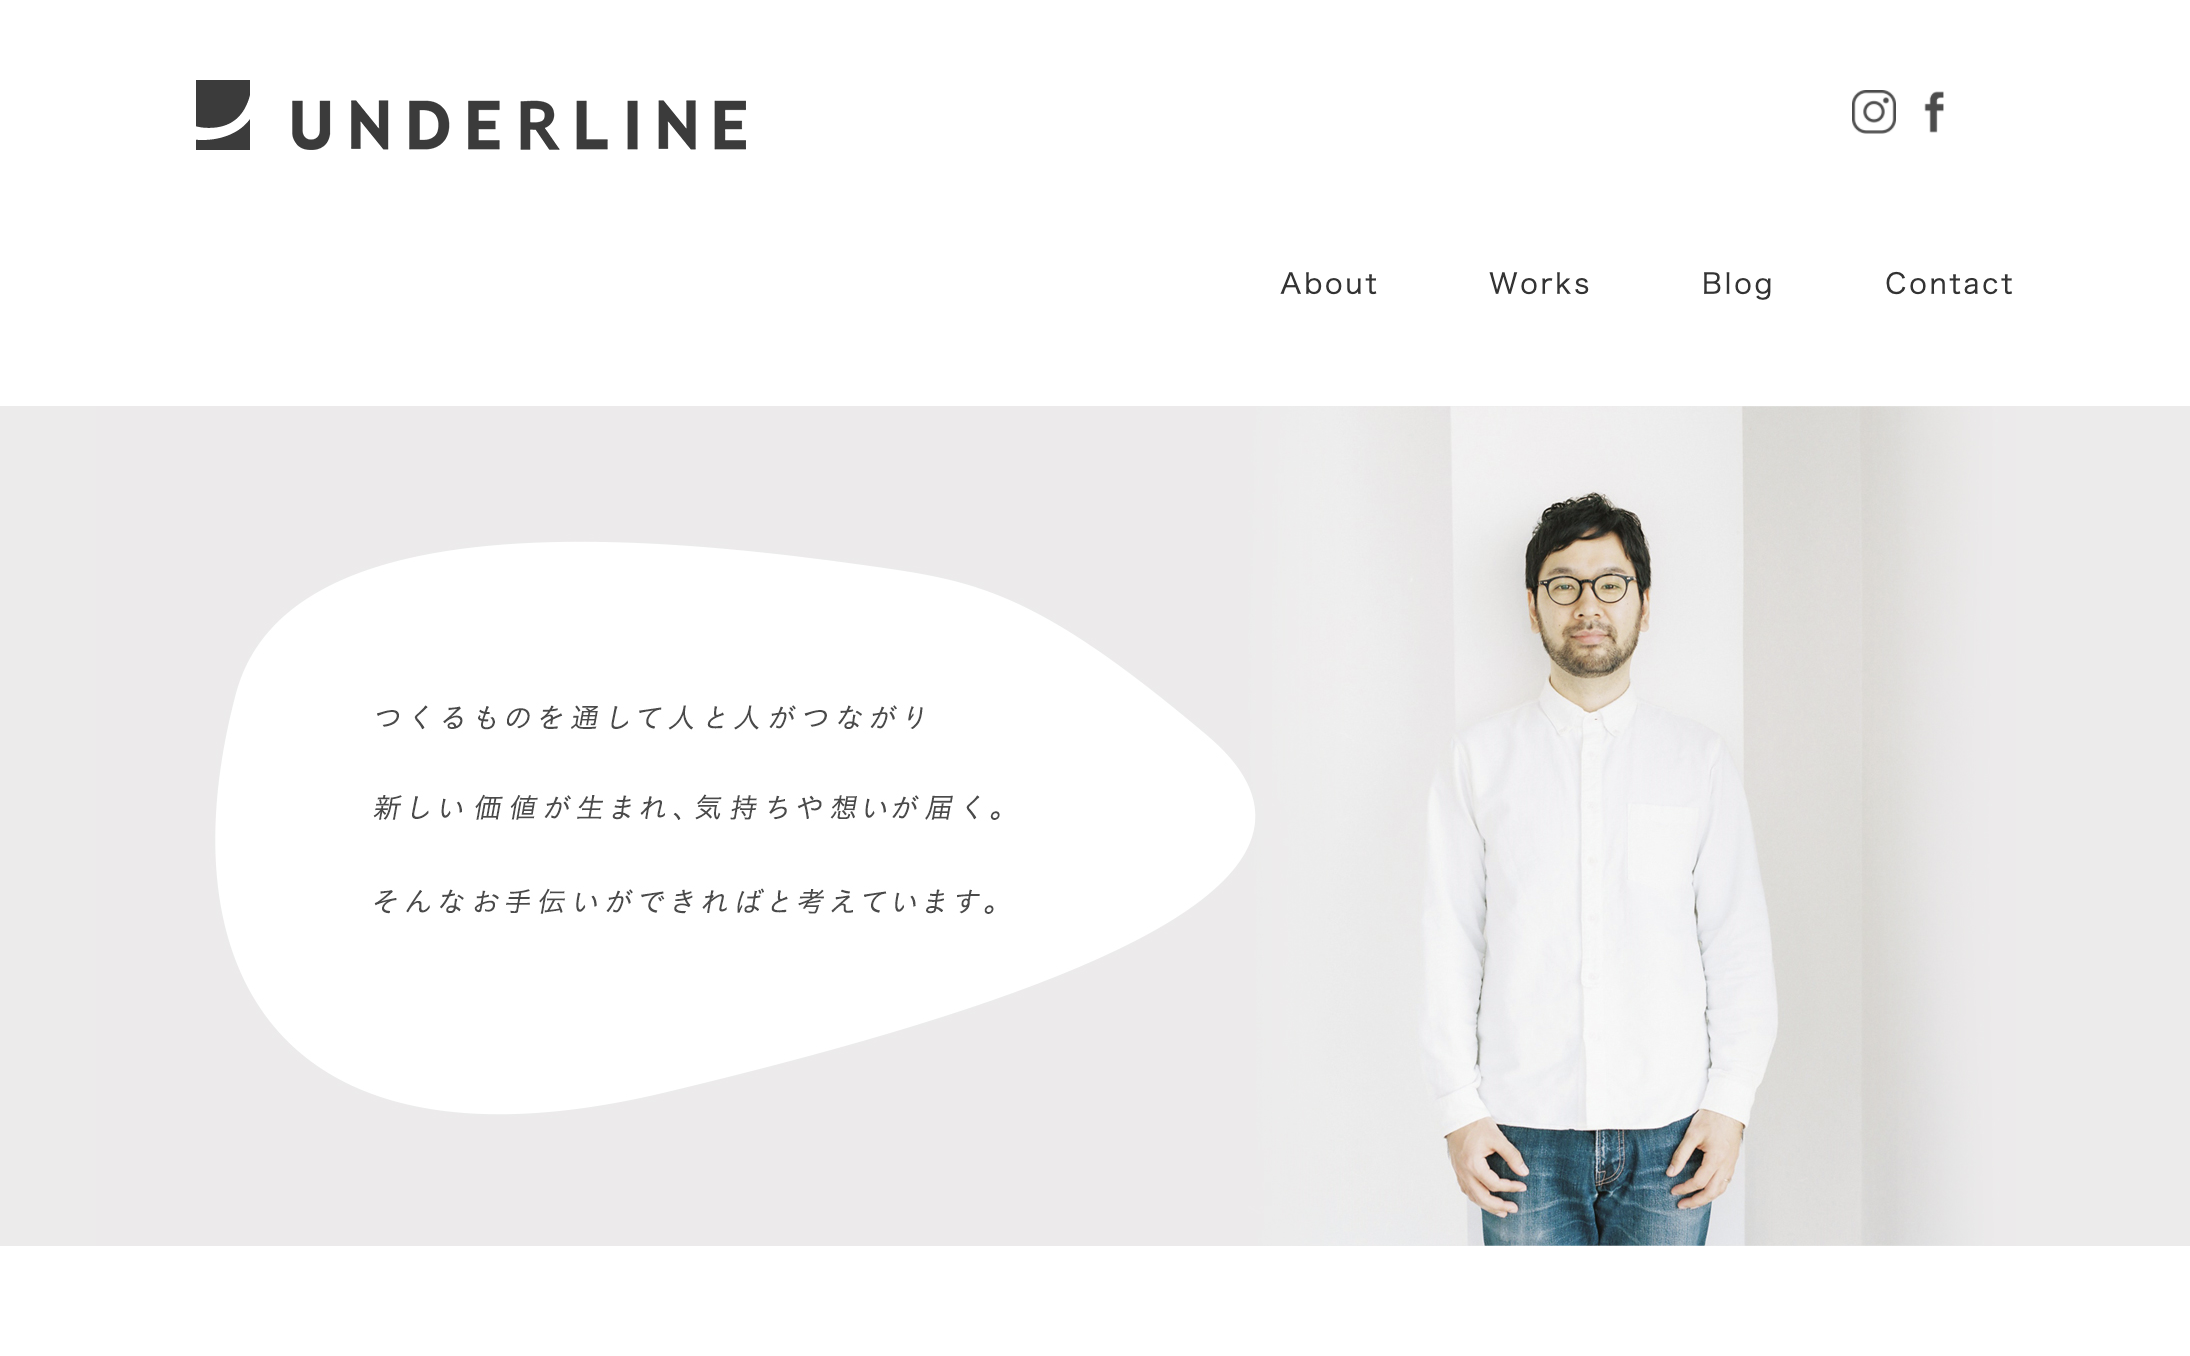 UNDERLINE
About Works Blog Contact
つくるものを通して人と人がつながり
新しい価値が生まれ、気持ちや想いが届く。
そんなお手伝いができればと考えています。